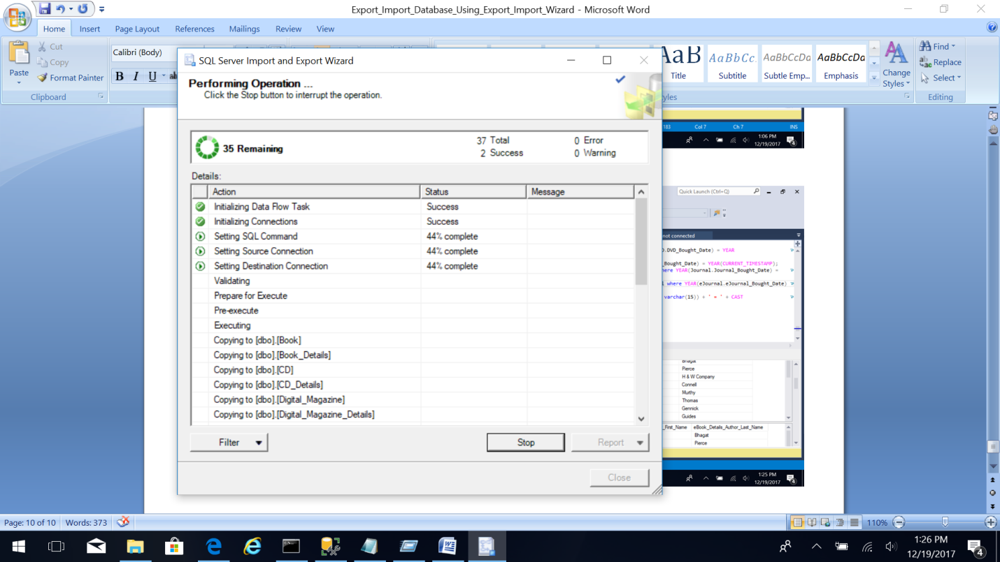 Export_Import_Database_Using_Export_Import_Wizard - Microsoft Word
Home Insert Page Layout References Mailings Review View
Paste
Cut
Copy
Format Painter
Clipboard
Calibri (Body)
B I U ab
AaB AaBbCc. AaBbCcDc AaBbCcDc
Title Subtitle Subtle Emp... Emphasis
Change Styles
yles
Find
Replace
Select
Editing
SQL Server Import and Export Wizard
Performing Operation ...
Click the Stop button to interrupt the operation.
35 Remaining
37 Total 0 Error
2 Success 0 Warning
Details:
Action Status Message
Initializing Data Flow Task Success
Initializing Connections Success
Setting SQL Command 44% complete
Setting Source Connection 44% complete
Setting Destination Connection 44% complete
Validating
Prepare for Execute
Pre-execute
Executing
Copying to [dbo].[Book]
Copying to [dbo].[Book_Details]
Copying to [dbo].[CD]
Copying to [dbo].[CD_Details]
Copying to [dbo].[Digital_Magazine]
Copying to [dbo].[Digital_Magazine_Details]
Filter Stop Report
Close
183 Col 7 Ch 7 INS
1:06 PM
12/19/2017
4
Quick Launch (Ctrl+Q)
not connected
.DVD_Bought_Date) = YEAR
_Bought_Date) = YEAR(CURRENT_TIMESTAMP);
ere YEAR(Journal.Journal_Bought_Date) =
l where YEAR(eJournal.eJournal_Bought_Date)
varchar(15)) + ' = ' + CAST
Bhagat
Pierce
H & W Company
Connell
Murthy
Thomas
Gennick
Guides
_First_Name eBook_Details_Author_Last_Name
Bhagat
Pierce
1:25 PM
12/19/2017
4
Page: 10 of 10 Words: 373 110%
1:26 PM
12/19/2017
4